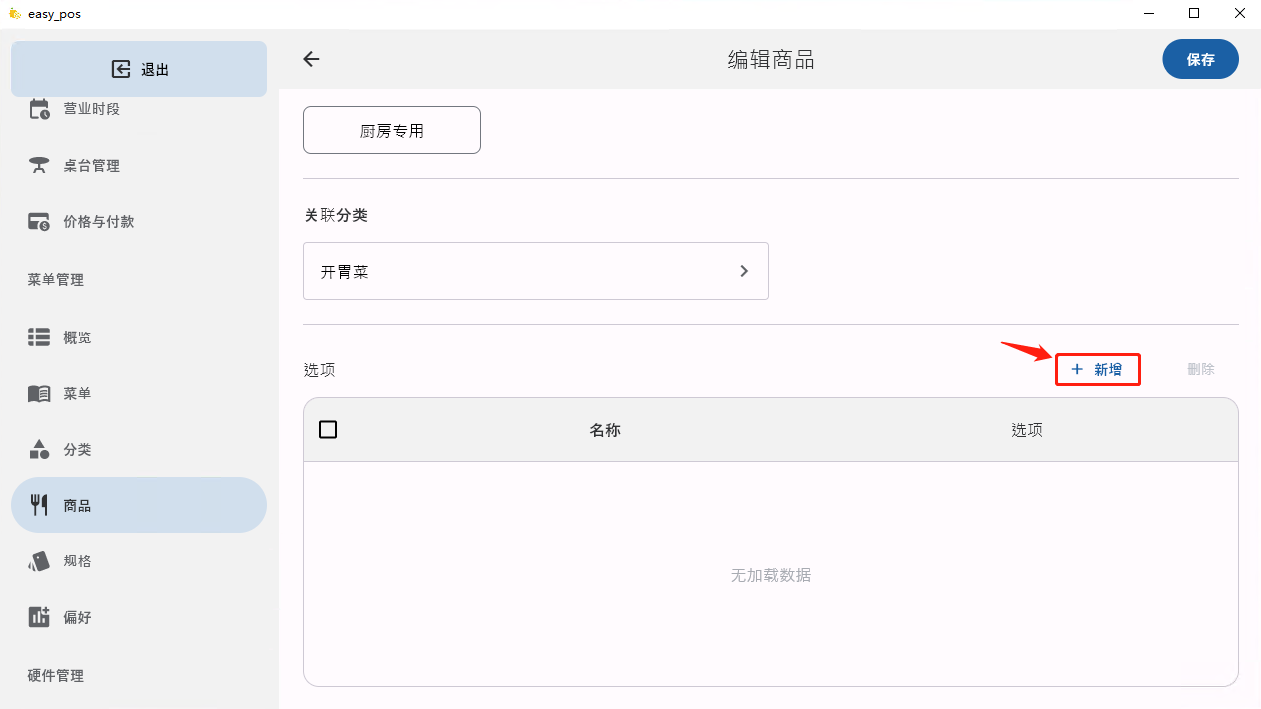 easy_pos
退出
营业时段
桌台管理
价格与付款
菜单管理
概览
菜单
分类
商品
规格
偏好
硬件管理
编辑商品
保存
厨房专用
关联分类
开胃菜
选项
新增
删除
名称
选项
无加载数据